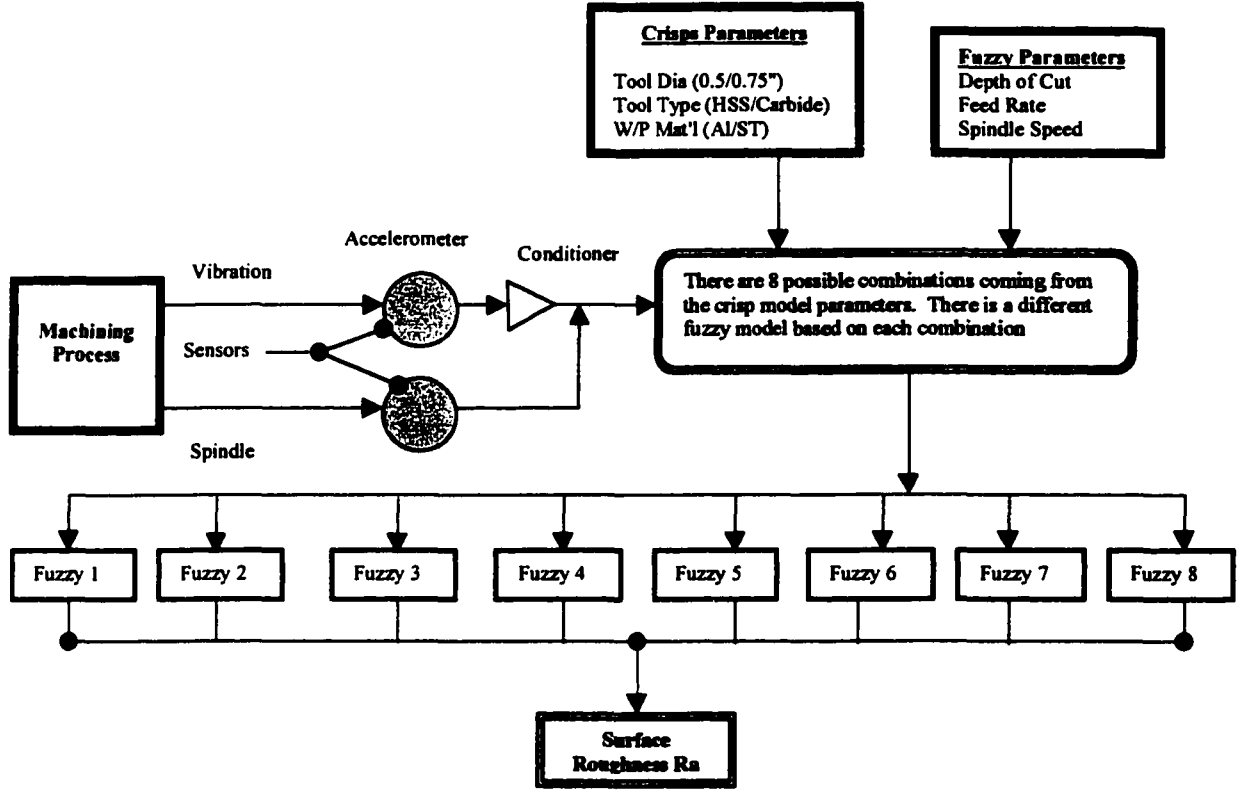 Crisps Parameters
Tool Dia (0.5/0.75")
Tool Type (HSS/Carbide)
W/P Mat'l (Al/ST)
Fuzzy Parameters
Depth of Cut
Feed Rate
Spindle Speed
Accelerometer
Conditioner
Vibration
Machining
Process
Sensors
Spindle
There are 8 possible combinations coming from
the crisp model parameters. There is a different
fuzzy model based on each combination
Fuzzy 1
Fuzzy 2
Fuzzy 3
Fuzzy 4
Fuzzy 5
Fuzzy 6
Fuzzy 7
Fuzzy 8
Surface
Roughness Ra